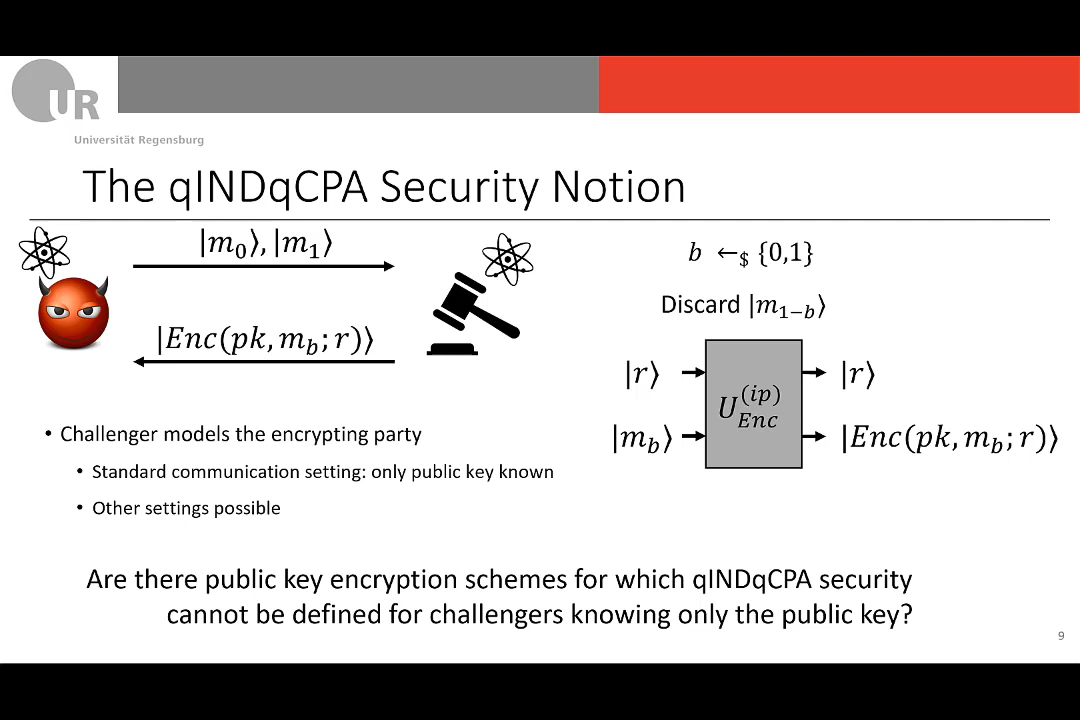 UR
Universität Regensburg
The qINDqCPA Security Notion
|m₀⟩, |m₁⟩
|Enc(pk, m_b; r)⟩
• Challenger models the encrypting party
• Standard communication setting: only public key known
• Other settings possible
b ←_$ {0,1}
Discard |m_{1−b}⟩
|r⟩
|r⟩
U_{Enc}^{(ip)}
|m_b⟩
|Enc(pk, m_b; r)⟩
Are there public key encryption schemes for which qINDqCPA security
cannot be defined for challengers knowing only the public key?
9